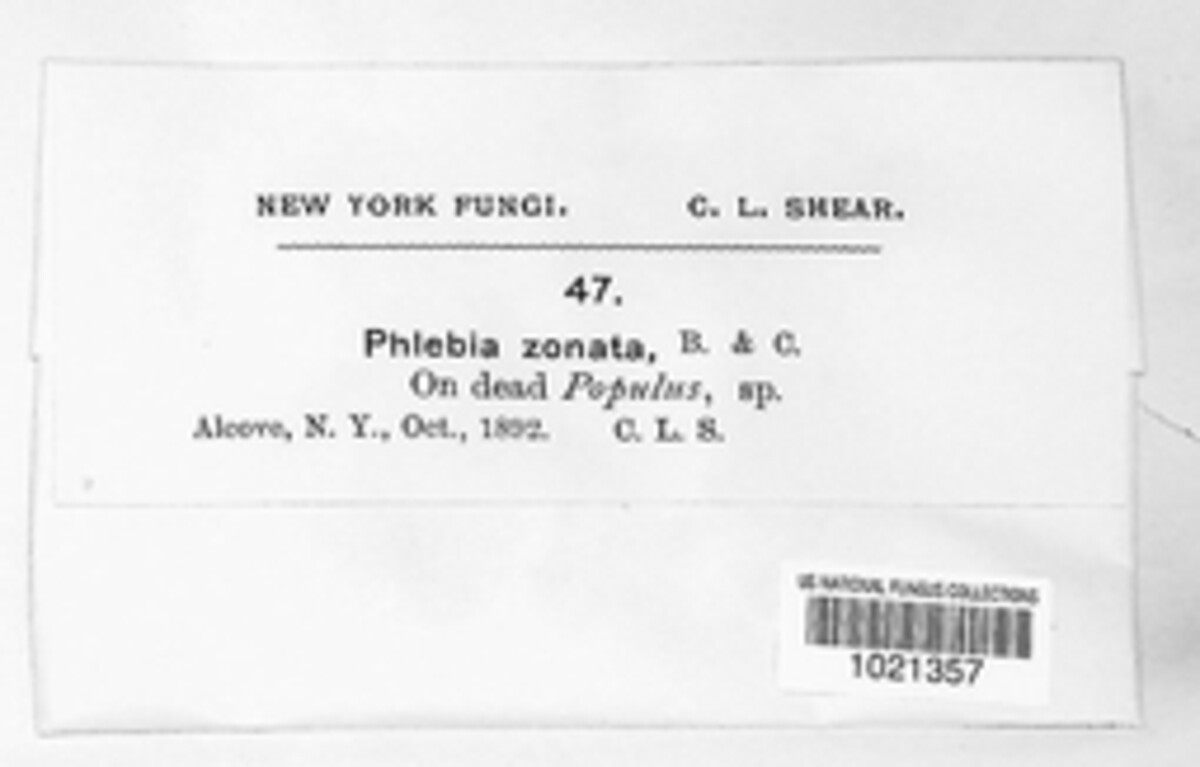 NEW YORK FUNGI. C. L. SHEAR.
47.
Phlebia zonata, B. & C.
On dead Populus, sp.
Alcove, N. Y., Oct., 1892. C. L. S.
US NATIONAL FUNGUS COLLECTIONS
1021357